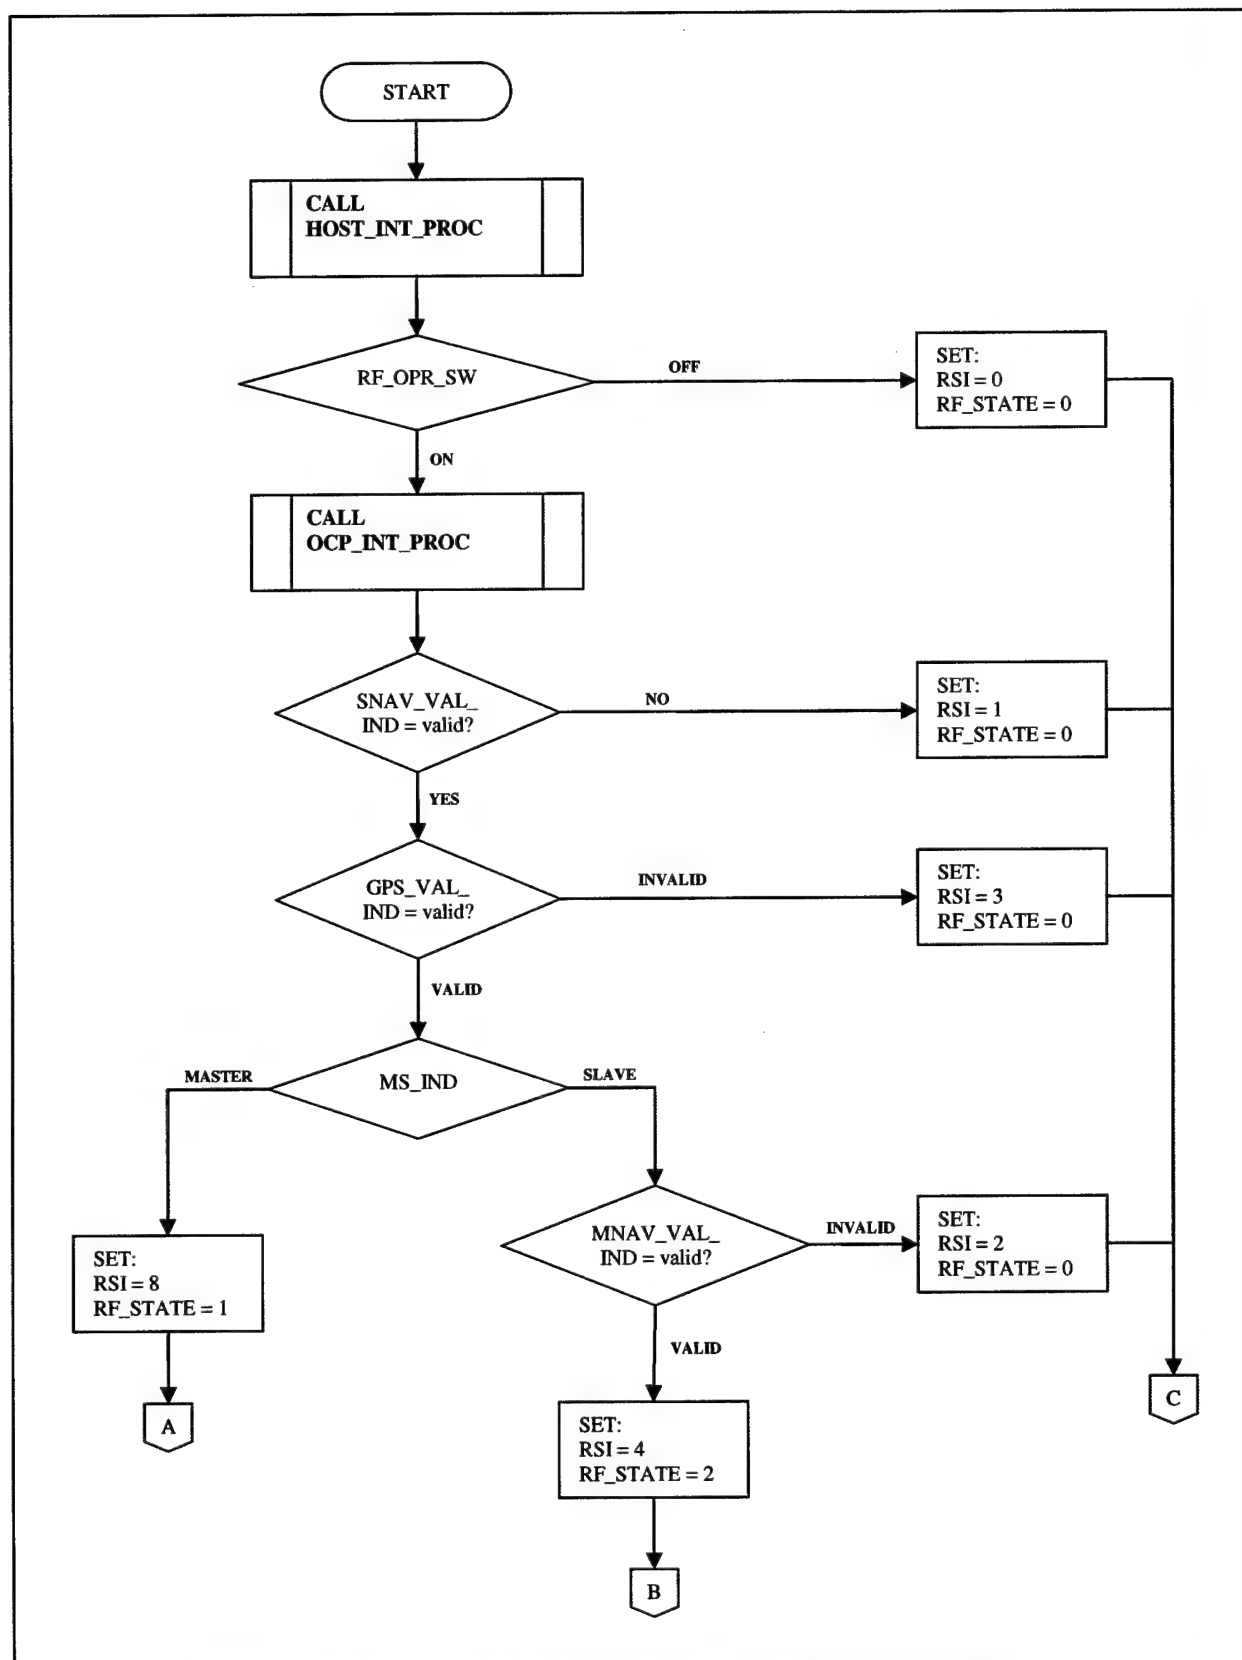 START
CALL
HOST_INT_PROC
RF_OPR_SW
OFF
SET:
RSI = 0
RF_STATE = 0
ON
CALL
OCP_INT_PROC
SNAV_VAL_
IND = valid?
NO
SET:
RSI = 1
RF_STATE = 0
YES
GPS_VAL_
IND = valid?
INVALID
SET:
RSI = 3
RF_STATE = 0
VALID
MS_IND
MASTER
SLAVE
MNAV_VAL_
IND = valid?
INVALID
SET:
RSI = 2
RF_STATE = 0
SET:
RSI = 8
RF_STATE = 1
VALID
A
C
SET:
RSI = 4
RF_STATE = 2
B